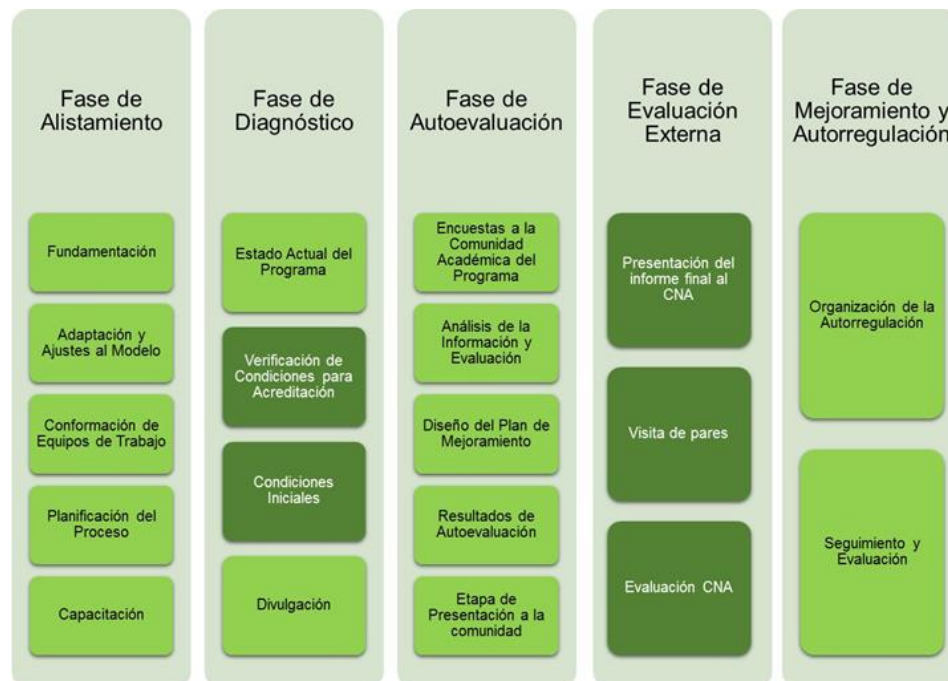 Fase de
Alistamiento
Fundamentación
Adaptación y
Ajustes al Modelo
Conformación de
Equipos de Trabajo
Planificación del
Proceso
Capacitación
Fase de
Diagnóstico
Estado Actual del
Programa
Verificación de
Condiciones para
Acreditación
Condiciones
Iniciales
Divulgación
Fase de
Autoevaluación
Encuestas a la
Comunidad
Académica del
Programa
Análisis de la
Información y
Evaluación
Diseño del Plan de
Mejoramiento
Resultados de
Autoevaluación
Etapa de
Presentación a la
comunidad
Fase de
Evaluación
Externa
Presentación del
informe final al
CNA
Visita de pares
Evaluación CNA
Fase de
Mejoramiento y
Autorregulación
Organización de la
Autorregulación
Seguimiento y
Evaluación